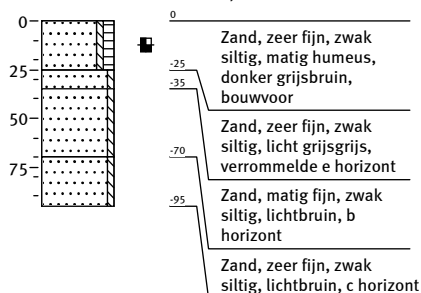 0
0
Zand, zeer fijn, zwak
siltig, matig humeus,
donker grijsbruin,
bouwvoor
25
-25
-35
Zand, zeer fijn, zwak
siltig, licht grijsgrijs,
verrommelde e horizont
50
75
-70
Zand, matig fijn, zwak
siltig, lichtbruin, b
horizont
-95
Zand, zeer fijn, zwak
siltig, lichtbruin, c horizont